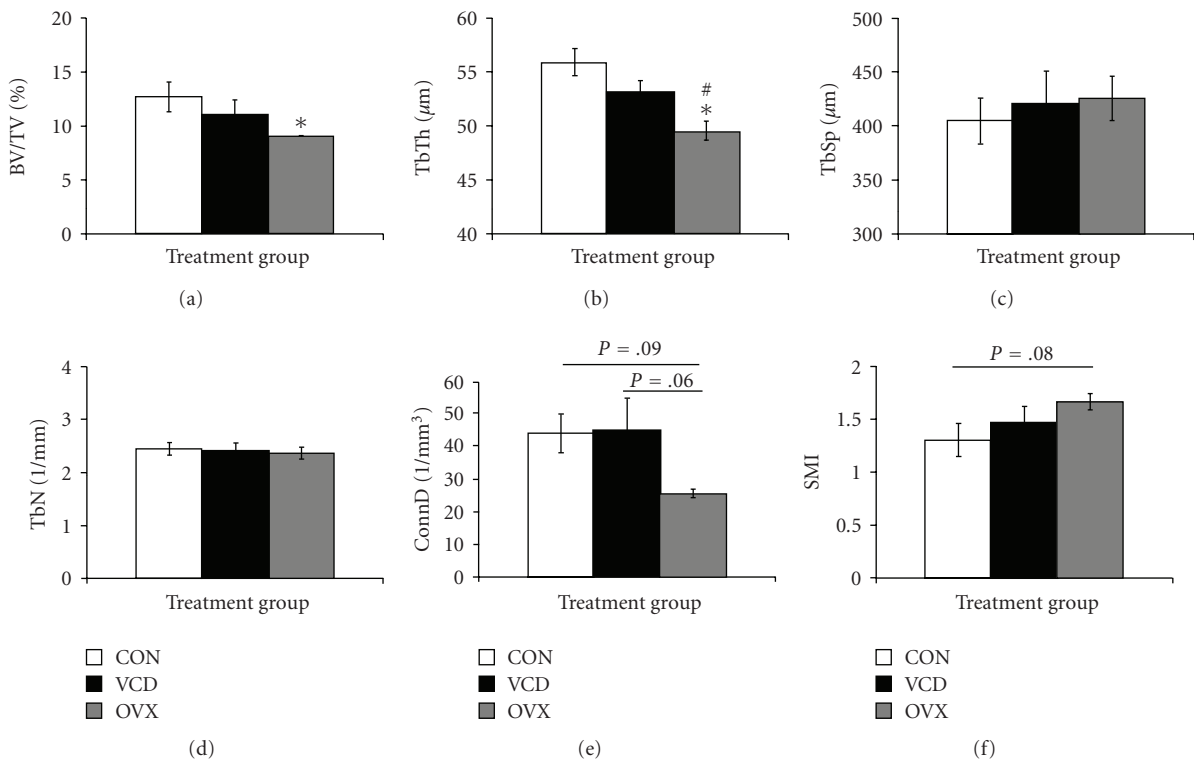 20
15
10
5
0
BV/TV (%)
*
Treatment group
(a)
60
55
50
45
40
TbTh (μm)
#
*
Treatment group
(b)
500
450
400
350
300
TbSp (μm)
Treatment group
(c)
4
3
2
1
0
TbN (1/mm)
Treatment group
CON
VCD
OVX
(d)
P = .09
P = .06
60
50
40
30
20
10
0
ConnD (1/mm³)
Treatment group
CON
VCD
OVX
(e)
P = .08
2
1.5
1
0.5
0
SMI
Treatment group
CON
VCD
OVX
(f)